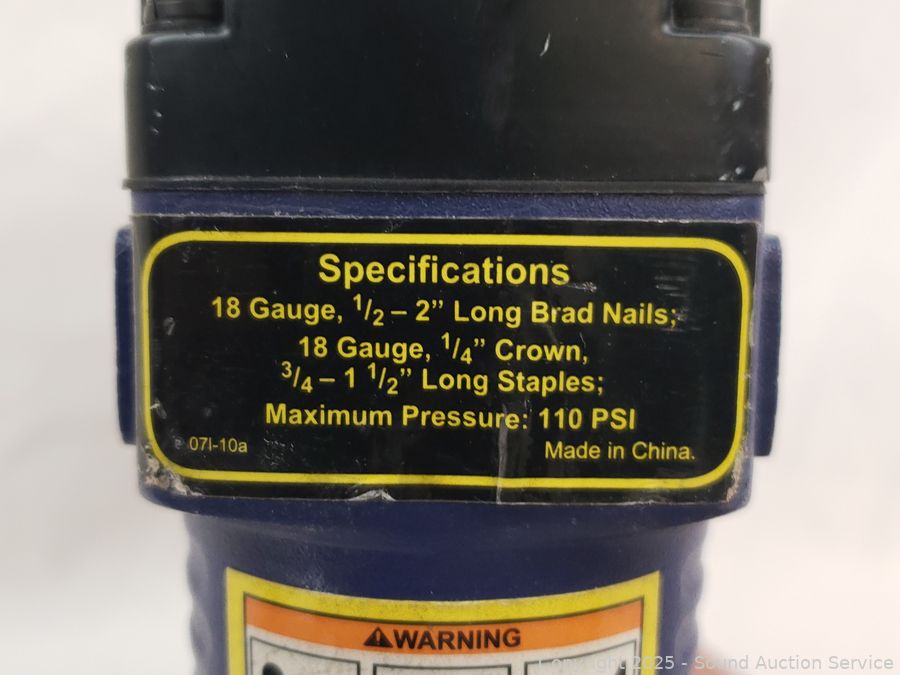 Specifications
18 Gauge, 1/2 – 2” Long Brad Nails;
18 Gauge, 1/4” Crown,
3/4 – 1 1/2” Long Staples;
Maximum Pressure: 110 PSI
07I-10a
Made in China.
⚠WARNING
Copyright 2025 - Sound Auction Service